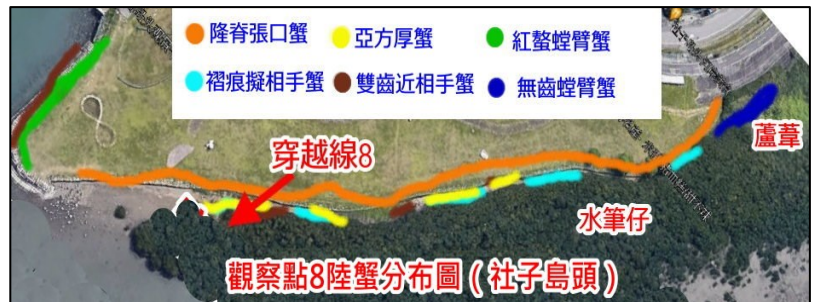 隆脊張口蟹 亞方厚蟹 紅螯螳臂蟹
褶痕擬相手蟹 雙齒近相手蟹 無齒螳臂蟹
蘆葦
穿越線8
水筆仔
觀察點8陸蟹分布圖（社子島頭）